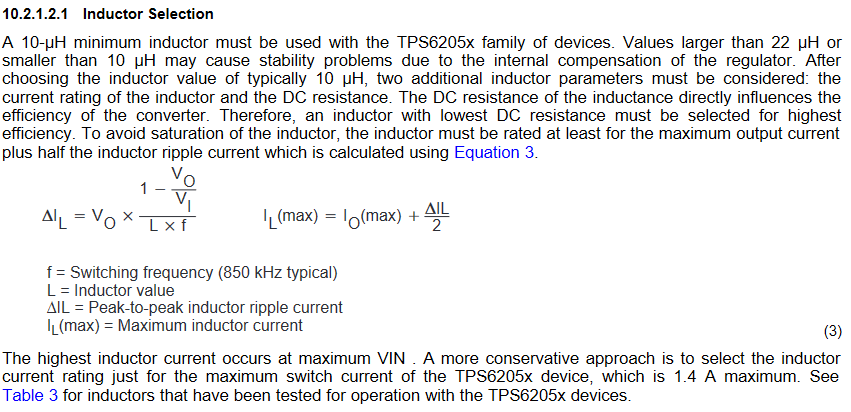 10.2.1.2.1 Inductor Selection
A 10-μH minimum inductor must be used with the TPS6205x family of devices. Values larger than 22 μH or
smaller than 10 μH may cause stability problems due to the internal compensation of the regulator. After
choosing the inductor value of typically 10 μH, two additional inductor parameters must be considered: the
current rating of the inductor and the DC resistance. The DC resistance of the inductance directly influences the
efficiency of the converter. Therefore, an inductor with lowest DC resistance must be selected for highest
efficiency. To avoid saturation of the inductor, the inductor must be rated at least for the maximum output current
plus half the inductor ripple current which is calculated using Equation 3.
ΔI_L = V_O × (1 − V_O/V_I)/(L × f) I_L(max) = I_O(max) + ΔIL/2
f = Switching frequency (850 kHz typical)
L = Inductor value
ΔIL = Peak-to-peak inductor ripple current
I_L(max) = Maximum inductor current
(3)
The highest inductor current occurs at maximum VIN . A more conservative approach is to select the inductor
current rating just for the maximum switch current of the TPS6205x device, which is 1.4 A maximum. See
Table 3 for inductors that have been tested for operation with the TPS6205x devices.